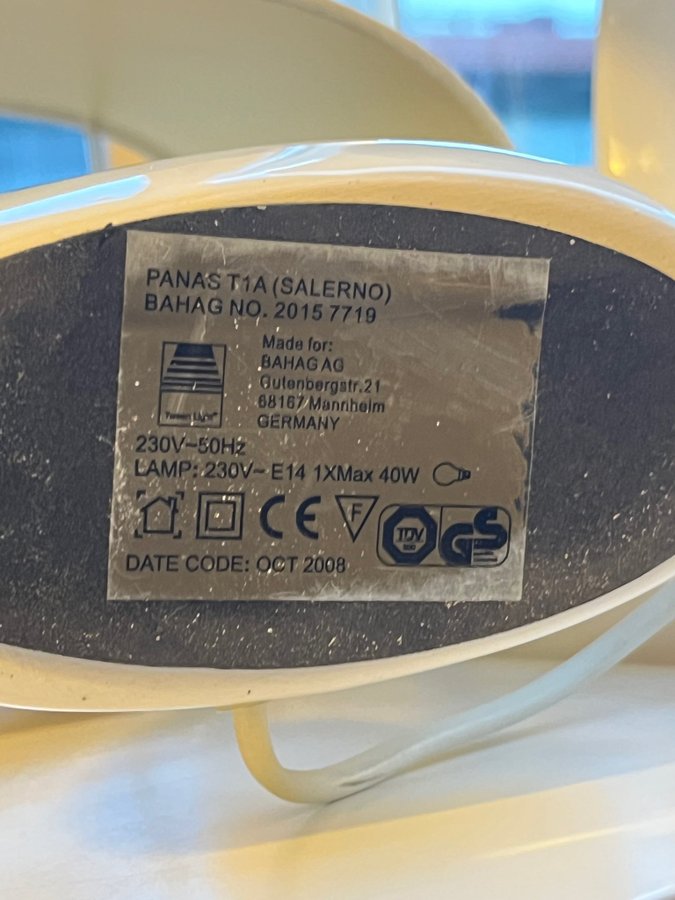 PANAS T1A (SALERNO)
BAHAG NO. 2015 7719
Made for:
BAHAG AG
Gutenbergstr.21
68167 Mannheim
GERMANY
Light
230V~50Hz
LAMP: 230V~ E14 1XMax 40W
CE
F
TÜV
GS
DATE CODE: OCT 2008